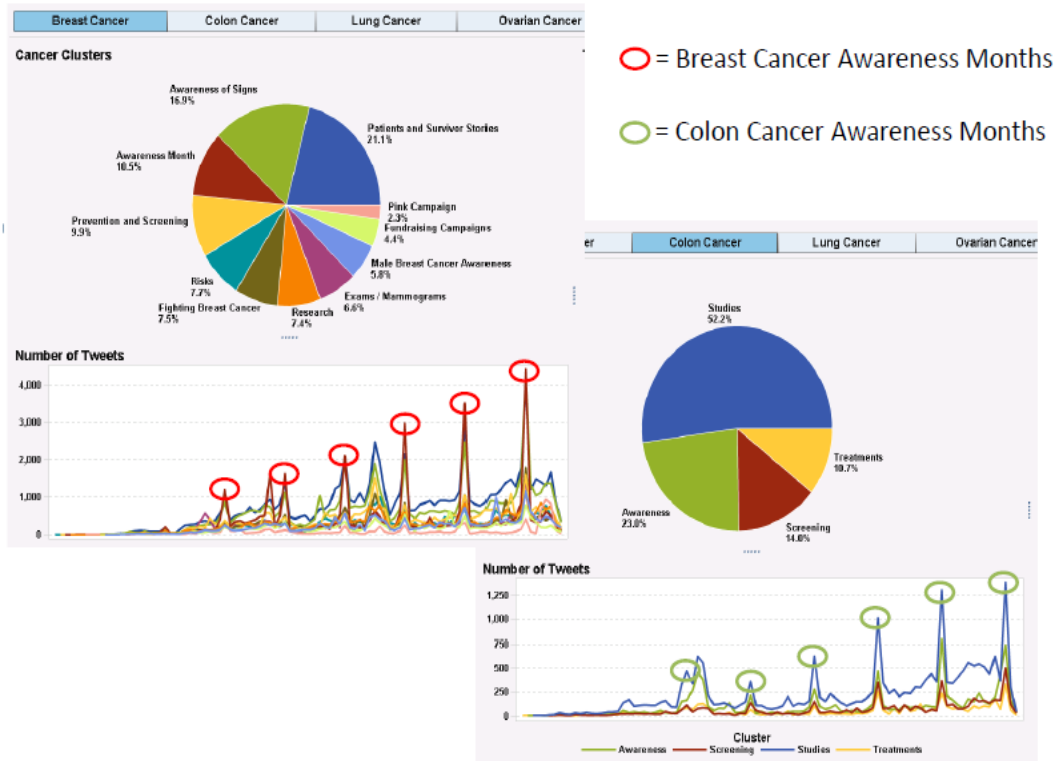 Breast Cancer
Colon Cancer
Lung Cancer
Ovarian Cancer
Cancer Clusters
Awareness of Signs
16.9%
Patients and Survivor Stories
21.1%
Awareness Month
10.5%
Pink Campaign
2.3%
Fundraising Campaigns
4.4%
Prevention and Screening
9.9%
Male Breast Cancer Awareness
5.8%
Risks
7.7%
Exams / Mammograms
6.6%
Fighting Breast Cancer
7.5%
Research
7.4%
Number of Tweets
4,000
3,000
2,000
1,000
0
= Breast Cancer Awareness Months
= Colon Cancer Awareness Months
er
Colon Cancer
Lung Cancer
Ovarian Cancer
Studies
52.2%
Treatments
10.7%
Awareness
23.0%
Screening
14.0%
Number of Tweets
1,250
1,000
750
500
250
0
Cluster
Awareness
Screening
Studies
Treatments